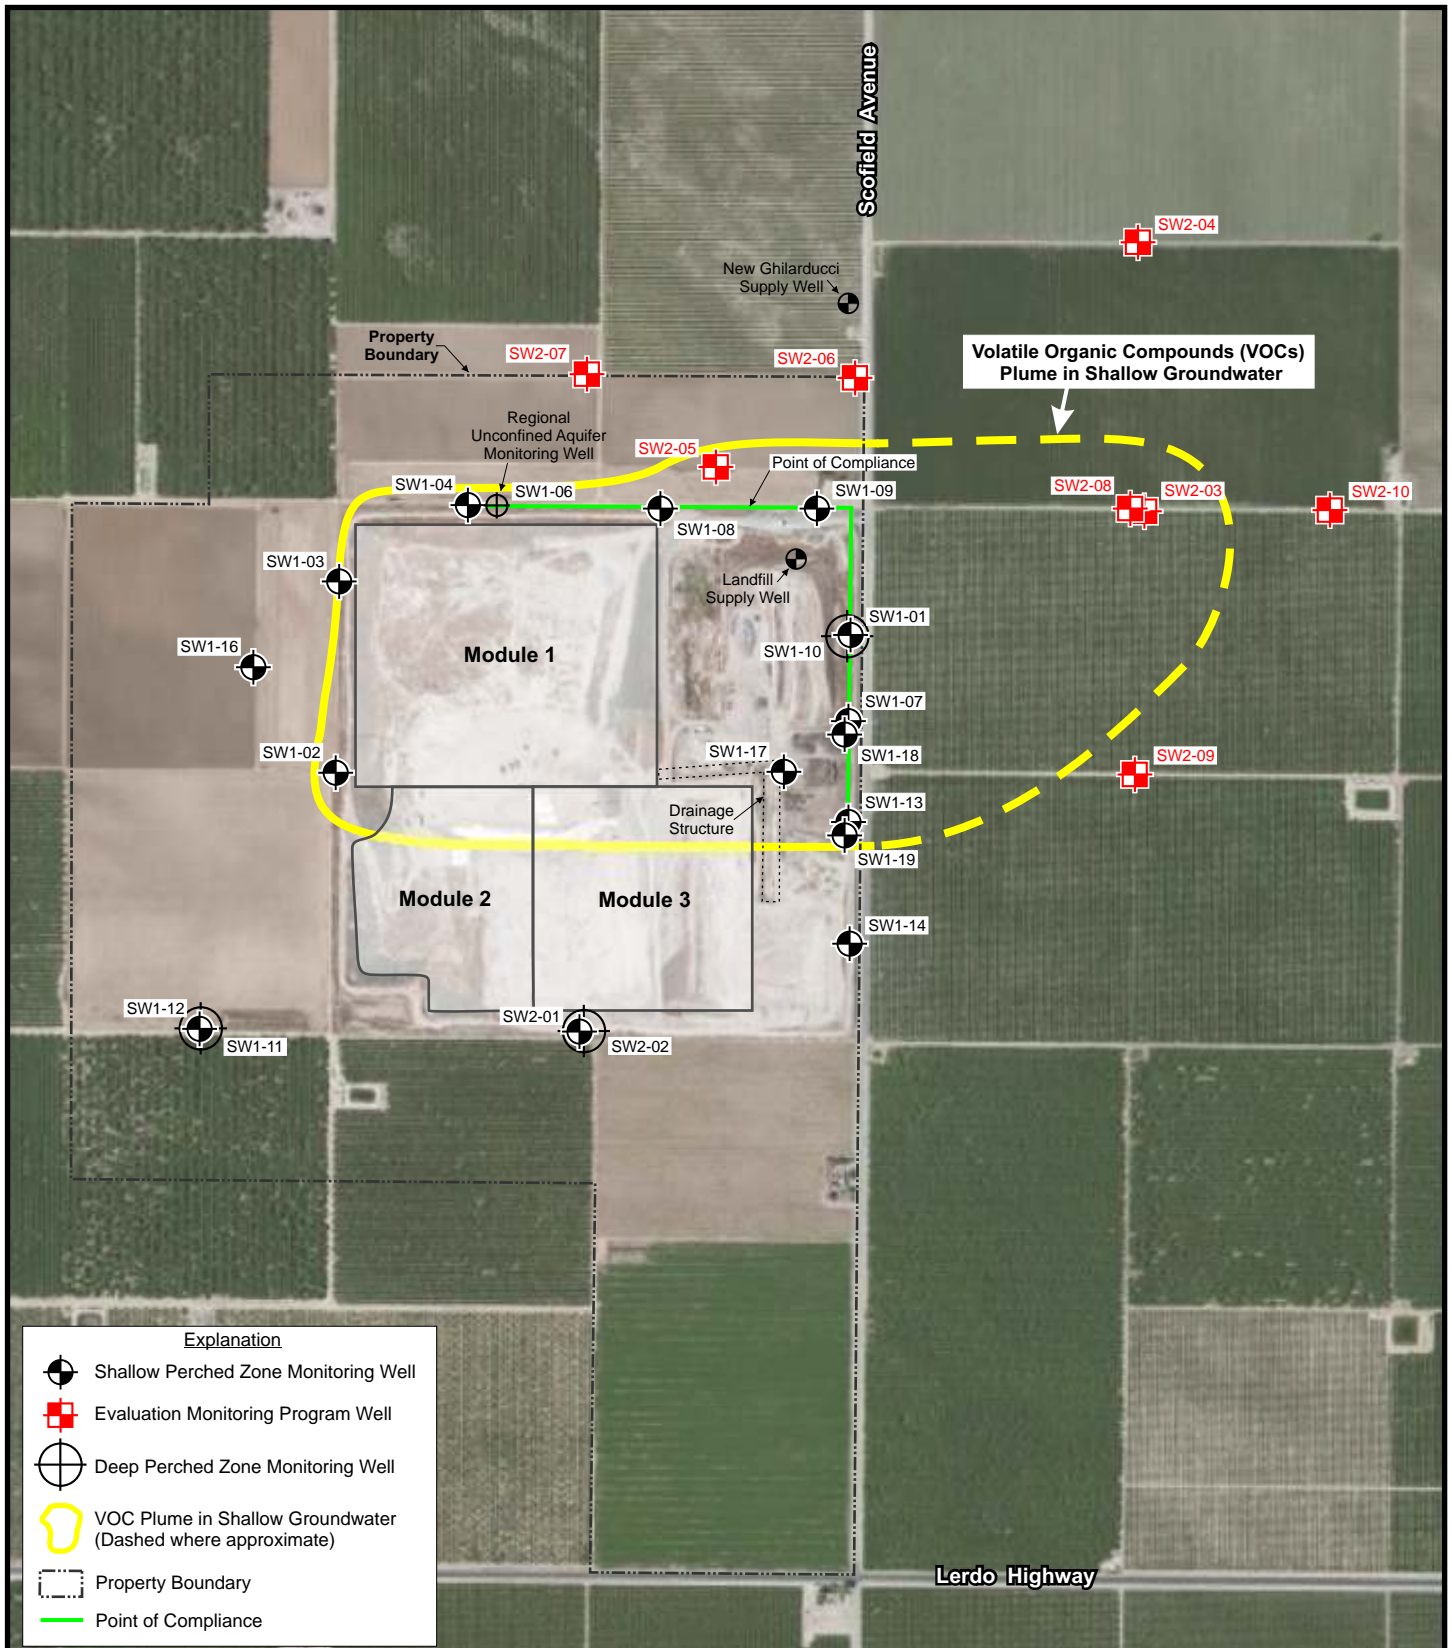 Scofield Avenue
SW2-04
New Ghilarducci
Supply Well
Property
Boundary
SW2-07
SW2-06
Volatile Organic Compounds (VOCs)
Plume in Shallow Groundwater
Regional
Unconfined Aquifer
Monitoring Well
SW2-05
Point of Compliance
SW1-04
SW1-06
SW1-09
SW2-08
SW2-03
SW2-10
SW1-08
SW1-03
Landfill
Supply Well
SW1-01
SW1-16
Module 1
SW1-10
SW1-07
SW1-02
SW1-17
SW1-18
SW2-09
Drainage
Structure
SW1-13
SW1-19
Module 2
Module 3
SW1-14
SW1-12
SW2-01
SW1-11
SW2-02
Explanation
Shallow Perched Zone Monitoring Well
Evaluation Monitoring Program Well
Deep Perched Zone Monitoring Well
VOC Plume in Shallow Groundwater
(Dashed where approximate)
Property Boundary
Point of Compliance
Lerdo Highway